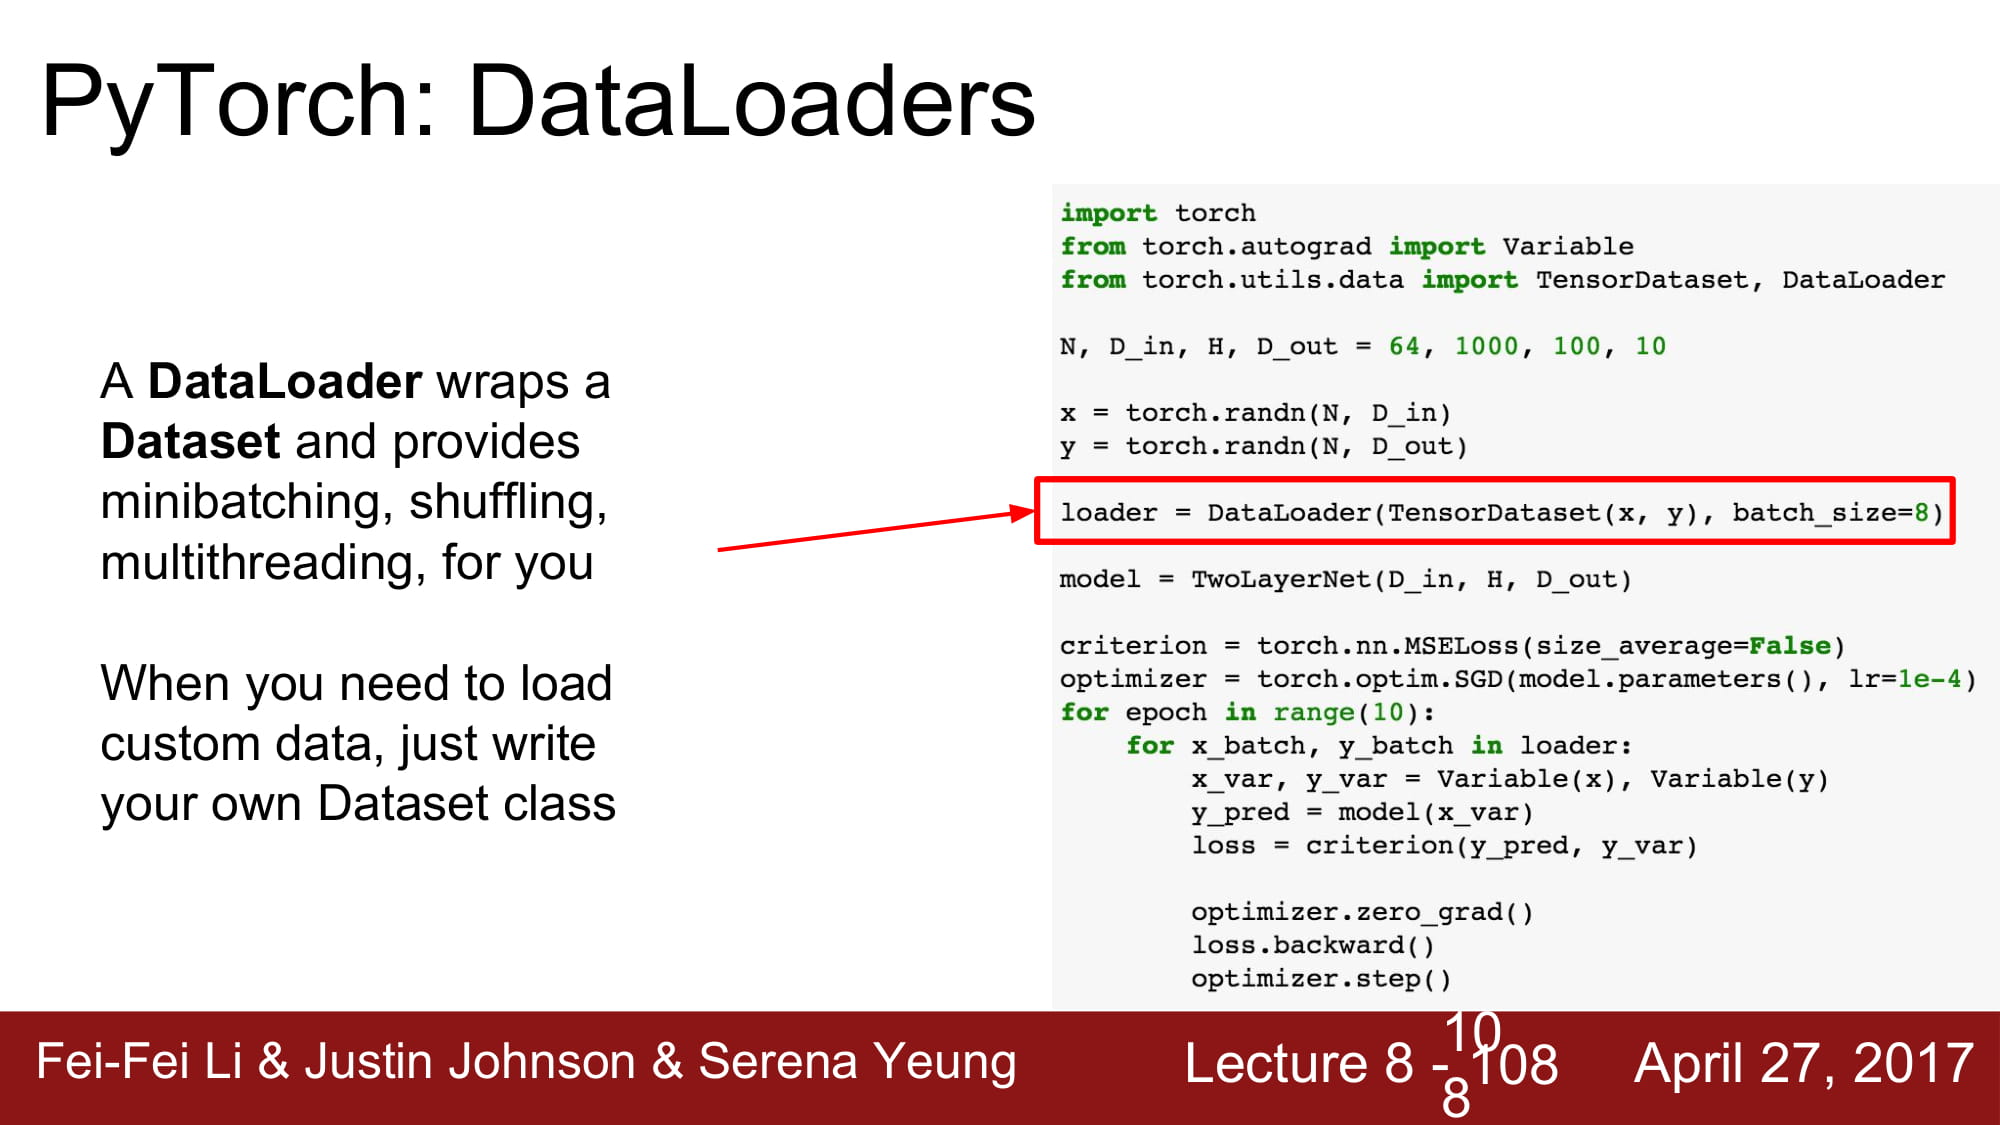 PyTorch: DataLoaders
A DataLoader wraps a
Dataset and provides
minibatching, shuffling,
multithreading, for you
When you need to load
custom data, just write
your own Dataset class
import torch
from torch.autograd import Variable
from torch.utils.data import TensorDataset, DataLoader
N, D_in, H, D_out = 64, 1000, 100, 10
x = torch.randn(N, D_in)
y = torch.randn(N, D_out)
loader = DataLoader(TensorDataset(x, y), batch_size=8)
model = TwoLayerNet(D_in, H, D_out)
criterion = torch.nn.MSELoss(size_average=False)
optimizer = torch.optim.SGD(model.parameters(), lr=1e-4)
for epoch in range(10):
    for x_batch, y_batch in loader:
        x_var, y_var = Variable(x), Variable(y)
        y_pred = model(x_var)
        loss = criterion(y_pred, y_var)
        optimizer.zero_grad()
        loss.backward()
        optimizer.step()
Fei-Fei Li & Justin Johnson & Serena Yeung
Lecture 8 - 108
10
8
April 27, 2017